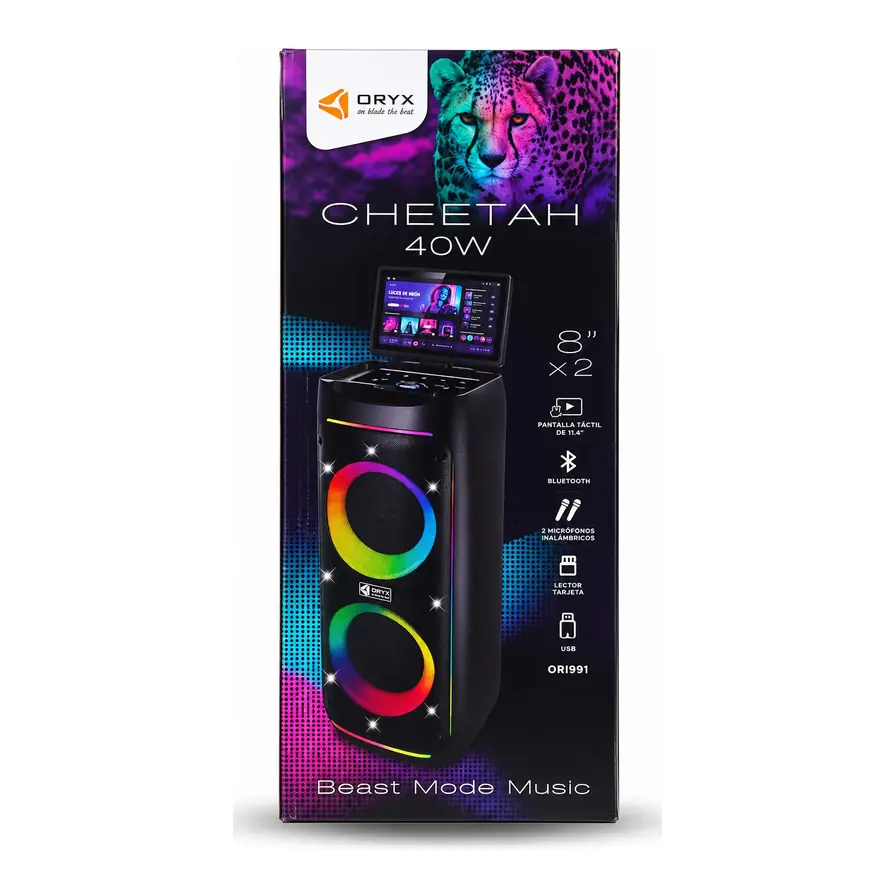 ORYX
on blade the beat
CHEETAH
40W
LUCES DE NEÓN
8”
x 2
PANTALLA TÁCTIL
DE 11.4"
BLUETOOTH
2 MICRÓFONOS
INALÁMBRICOS
LECTOR
TARJETA
USB
ORI991
ORYX
Beast Mode Music